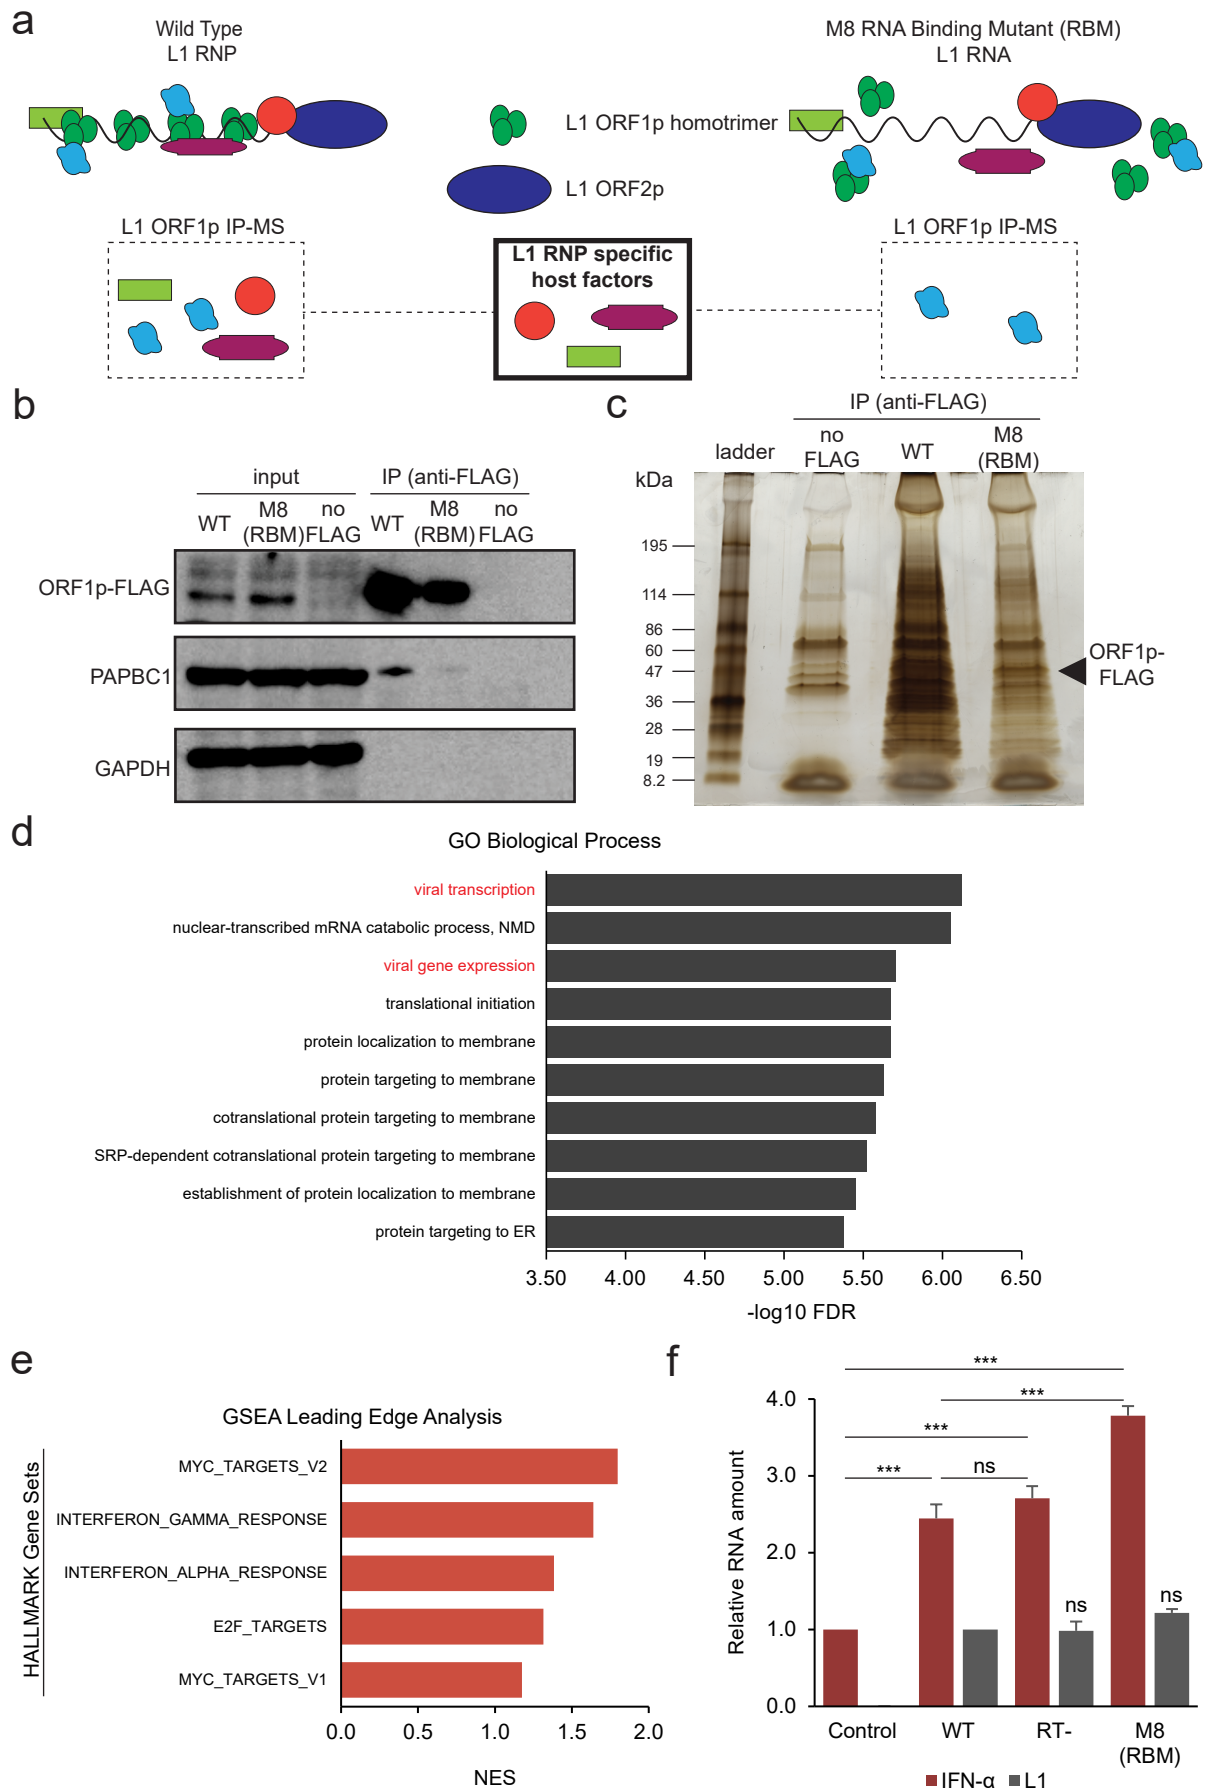 a
Wild Type
L1 RNP
M8 RNA Binding Mutant (RBM)
L1 RNA
L1 ORF1p homotrimer
L1 ORF2p
L1 ORF1p IP-MS
L1 ORF1p IP-MS
L1 RNP specific
host factors
b
input
IP (anti-FLAG)
WT
M8
(RBM)
no
FLAG
WT
M8
(RBM)
no
FLAG
ORF1p-FLAG
PAPBC1
GAPDH
c
IP (anti-FLAG)
ladder
no
FLAG
WT
M8
(RBM)
kDa
195
114
86
60
47
36
28
19
8.2
ORF1p-
FLAG
d
GO Biological Process
viral transcription
nuclear-transcribed mRNA catabolic process, NMD
viral gene expression
translational initiation
protein localization to membrane
protein targeting to membrane
cotranslational protein targeting to membrane
SRP-dependent cotranslational protein targeting to membrane
establishment of protein localization to membrane
protein targeting to ER
3.50 4.00 4.50 5.00 5.50 6.00 6.50
-log10 FDR
e
GSEA Leading Edge Analysis
HALLMARK Gene Sets
MYC_TARGETS_V2
INTERFERON_GAMMA_RESPONSE
INTERFERON_ALPHA_RESPONSE
E2F_TARGETS
MYC_TARGETS_V1
0.0 0.5 1.0 1.5 2.0
NES
f
***
***
***
*** ns
ns
ns
Relative RNA amount
4.0
3.0
2.0
1.0
0.0
Control WT RT- M8
(RBM)
IFN-α L1